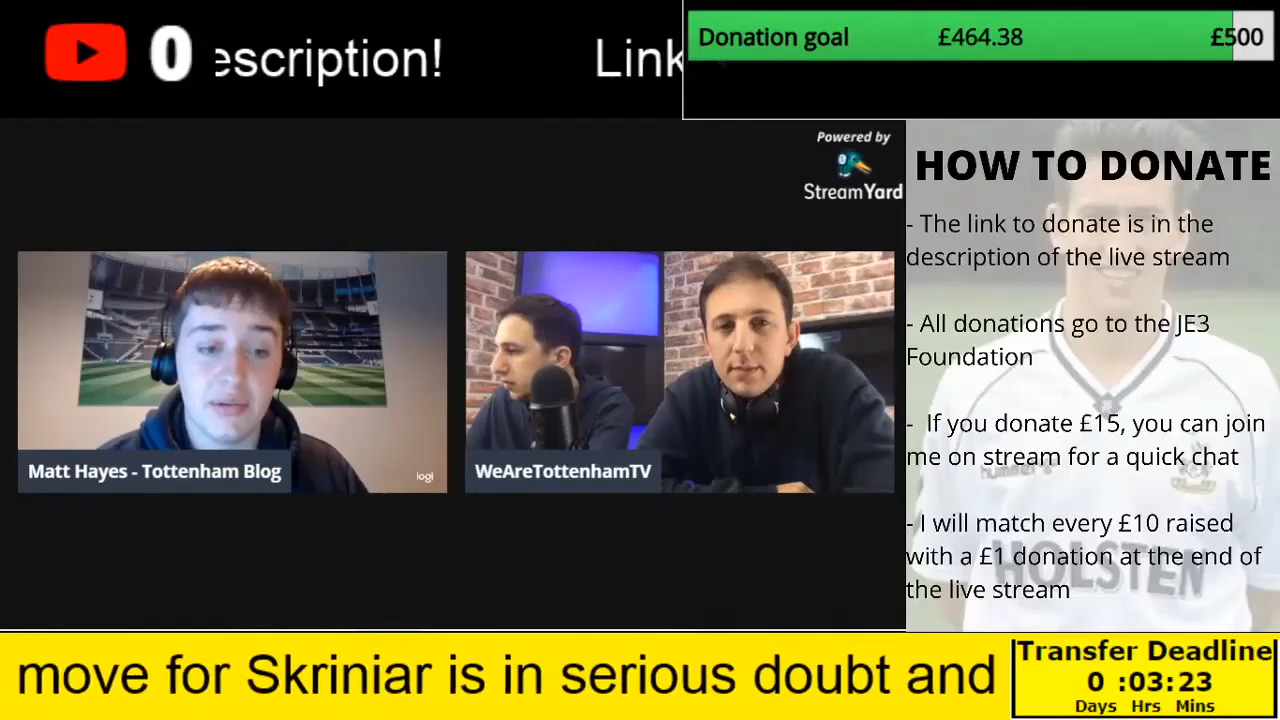 0
escription!
Link
Donation goal £464.38 £500
Powered by
StreamYard
HOW TO DONATE
- The link to donate is in the
description of the live stream
- All donations go to the JE3
Foundation
- If you donate £15, you can join
me on stream for a quick chat
- I will match every £10 raised
with a £1 donation at the end of
the live stream
hummel
HOLSTEN
Matt Hayes - Tottenham Blog
logi
WeAreTottenhamTV
move for Skriniar is in serious doubt and
Transfer Deadline
0 :03:23
Days Hrs Mins